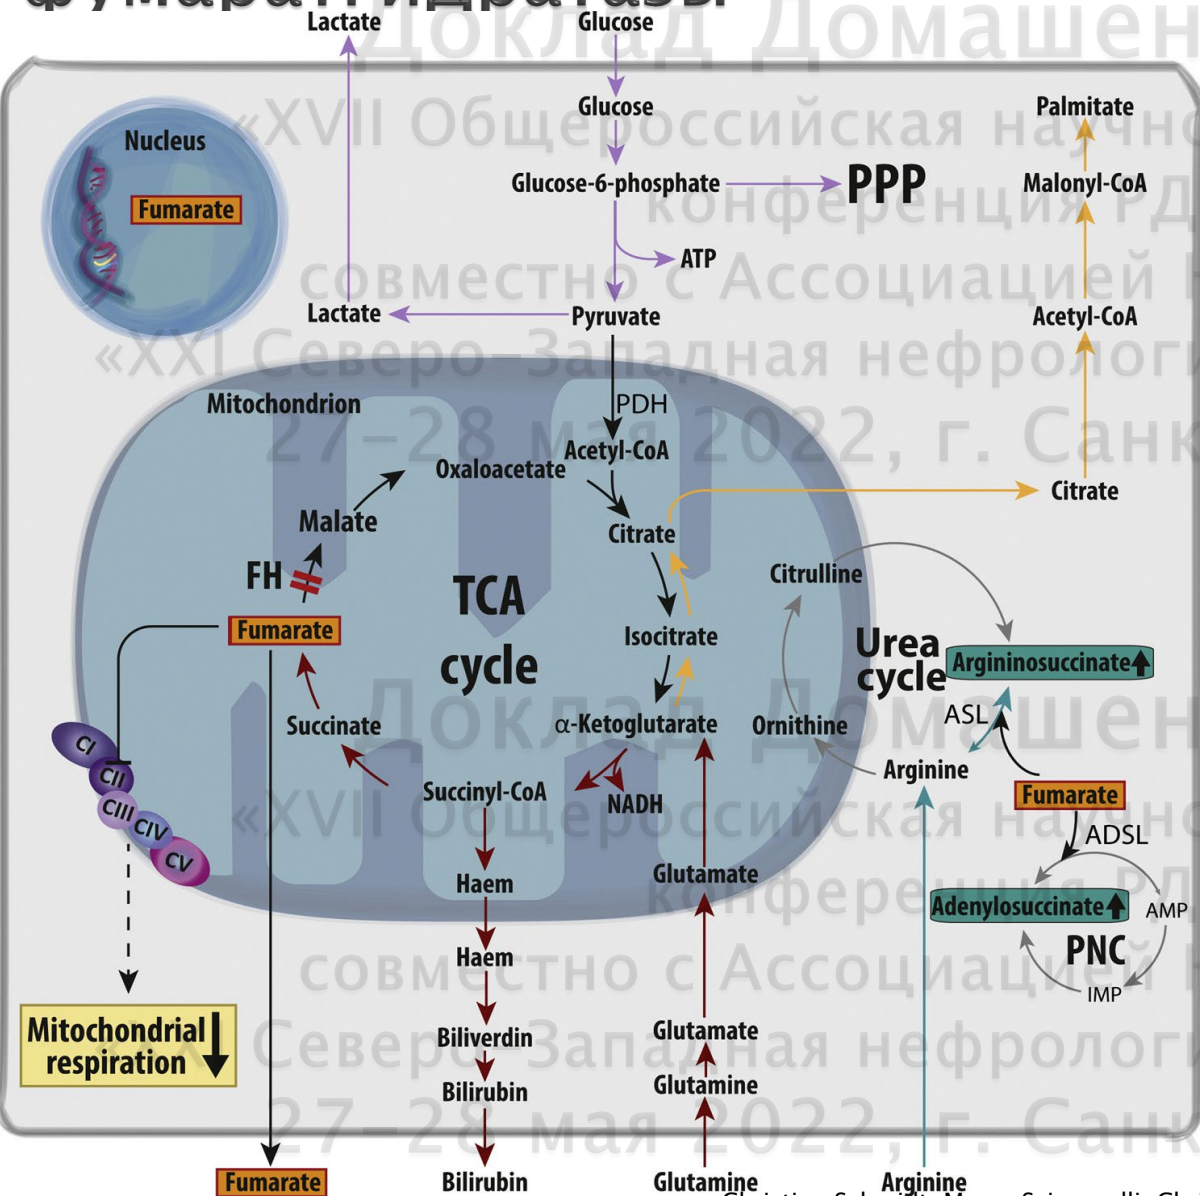 фумаратгидратазы
Lactate
Glucose
Доклад Домашен
Glucose
Palmitate
Nucleus
«XVII Общероссийская научно
Fumarate
Glucose-6-phosphate
PPP
Malonyl-CoA
конференция РД
ATP
совместно с Ассоциацией
Lactate
Pyruvate
Acetyl-CoA
«XXI Северо-Западная нефрологи
Mitochondrion
PDH
27-28 мая 2022, г. Санк
Oxaloacetate
Acetyl-CoA
Citrate
Malate
Citrate
FH
TCA
cycle
Citrulline
Fumarate
Isocitrate
Urea
cycle
Argininosuccinate
Succinate
α-Ketoglutarate
Ornithine
ASL
Доклад Домашен
CI
CII
CIII
CIV
CV
Succinyl-CoA
NADH
Arginine
Fumarate
«XVII Общероссийская научно
ADSL
Haem
Glutamate
конференция РД
Adenylosuccinate
AMP
PNC
IMP
Haem
совместно с Ассоциацией
Mitochondrial
respiration
Biliverdin
Glutamate
«XXI Северо-Западная нефрологи
Bilirubin
Glutamine
27-28 мая 2022, г. Санк
Fumarate
Bilirubin
Glutamine
Arginine